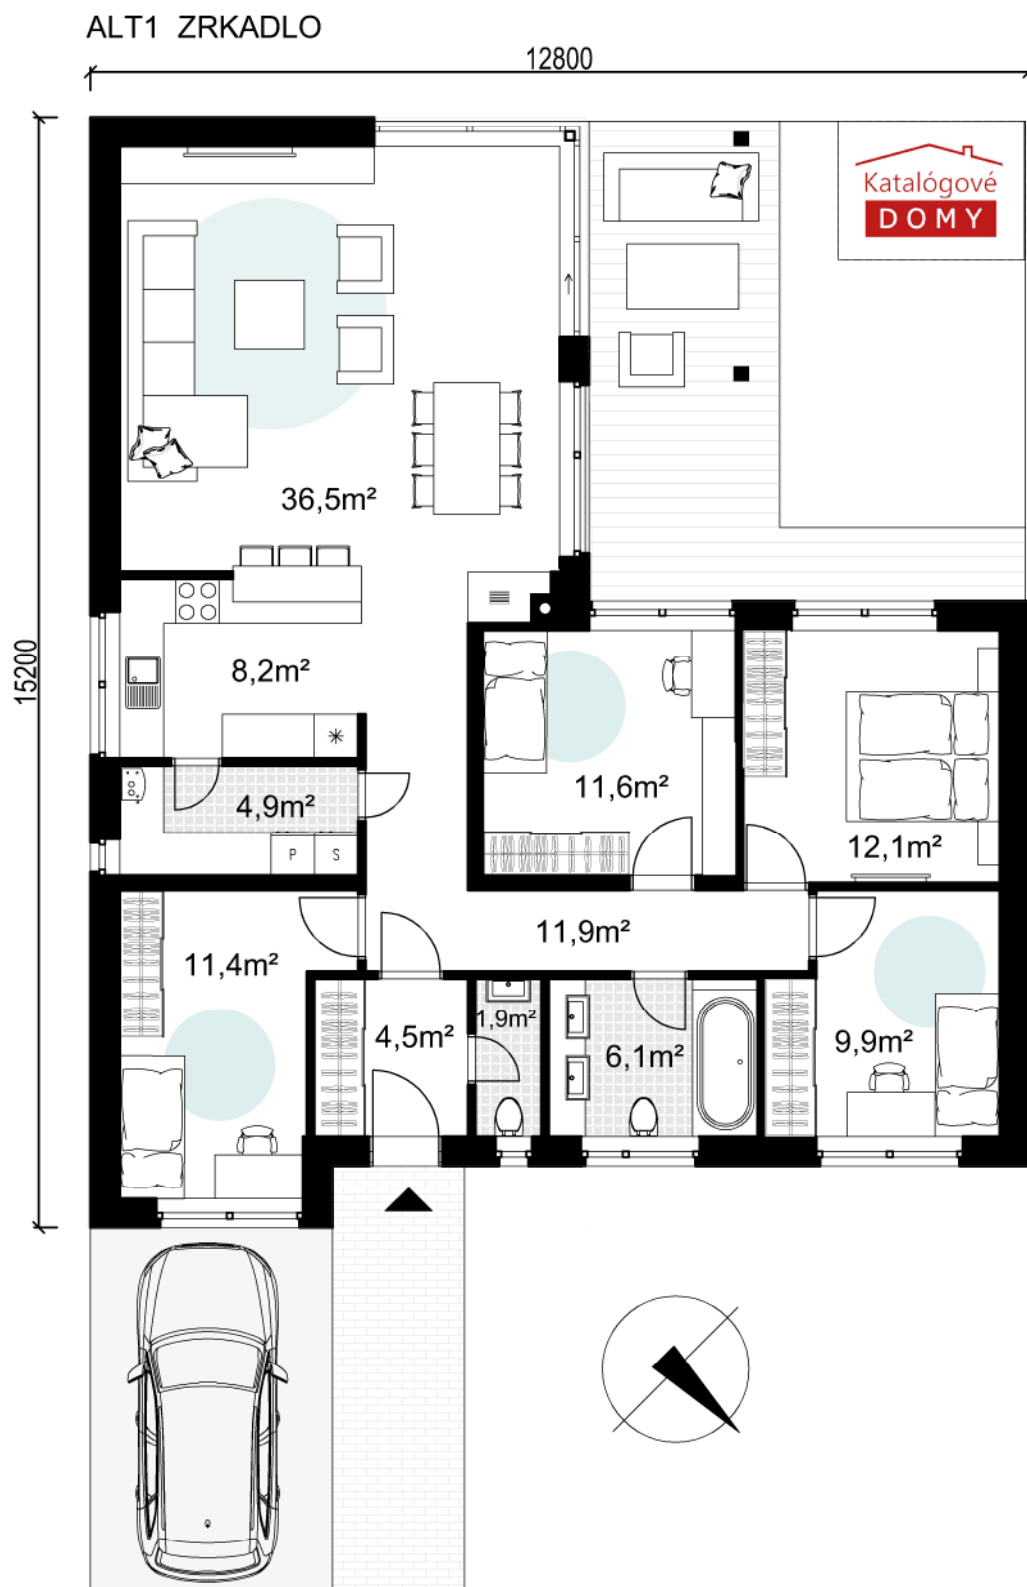 ALT1 ZRKADLO
12800
Katalógové
DOMY
36,5m²
15200
8,2m²
11,6m²
4,9m²
12,1m²
P S
11,9m²
11,4m²
4,5m²
1,9m²
6,1m²
9,9m²